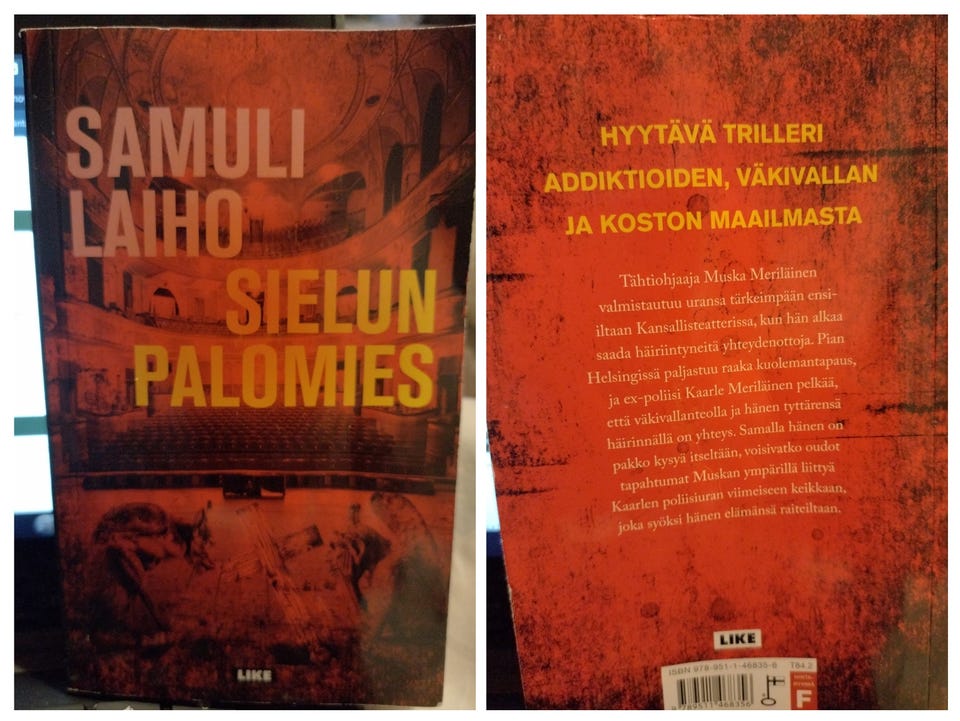 SAMULI
LAIHO
SIELUN
PALOMIES
LIKE
HYYTÄVÄ TRILLERI
ADDIKTIOIDEN, VÄKIVALLAN
JA KOSTON MAAILMASTA
Tähtiohjaaja Muska Meriläinen
valmistautuu uransa tärkeimpään ensi-
iltaan Kansallisteatterissa, kun hän alkaa
saada häiriintyneitä yhteydenottoja. Pian
Helsingissä paljastuu raaka kuolemantapaus,
ja ex-poliisi Kaarle Meriläinen pelkää,
että väkivallanteolla ja hänen tyttärensä
häirinnällä on yhteys. Samalla hänen on
pakko kysyä itseltään, voisivatko oudot
tapahtumat Muskan ympärillä liittyä
Kaarlen poliisiuran viimeiseen keikkaan,
joka syöksi hänen elämänsä raiteiltaan.
LIKE
ISBN 978-951-1-46835-6 T84.2
9789511468356
F